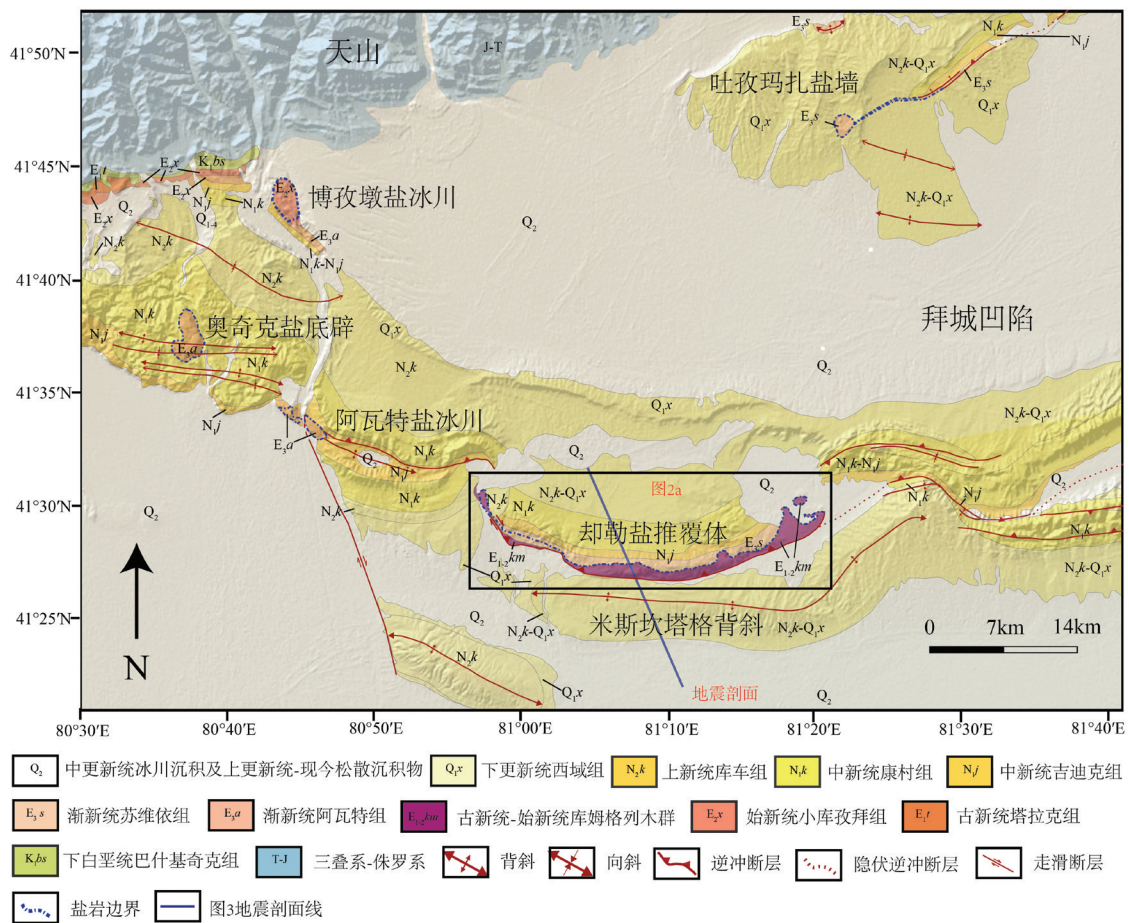 41°50′N
41°45′N
41°40′N
41°35′N
41°30′N
41°25′N
天山
J-T
E₃s
N₁k
N₁j
N₂k-Q₁x
吐孜玛扎盐墙
E₃s
Q₁x
E₃s
Q₁x
N₂k-Q₁x
K₁bs
E₁t
E₂x
E₂x
E₂x
Q₂
N₁j
N₁k
Q₁₋₄
E₂x
博孜墩盐冰川
E₃a
N₁k-N₁j
N₂k
N₂k
N₂k
Q₂
N₁k
奥奇克盐底辟
N₁j
E₃a
N₁k
Q₁x
N₂k
拜城凹陷
Q₂
N₁j
阿瓦特盐冰川
E₃a
Q₁x
N₂k-Q₁x
Q₂
N₁k
N₁j
N₁k
N₂k
Q₂
Q₂
图2a
N₂k
N₂k-Q₁x
N₁k
Q₂
却勒盐推覆体
N₁j
E₃s
E₁₋₂km
E₁₋₂km
N₁k-N₁j
N₁k
N₁j
Q₂
N₁k
N₂k-Q₁x
Q₁x
Q₂
N₂k-Q₁x
米斯坎塔格背斜
N₂k-Q₁x
N₂k
Q₁x
地震剖面
Q₂
N
0 7km 14km
80°30′E 80°40′E 80°50′E 81°00′E 81°10′E 81°20′E 81°30′E 81°40′E
Q₂ 中更新统冰川沉积及上更新统-现今松散沉积物 Q₁x 下更新统西域组 N₂k 上新统库车组 N₁k 中新统康村组 N₁j 中新统吉迪克组
E₃s 渐新统苏维依组 E₃a 渐新统阿瓦特组 E₁₋₂km 古新统-始新统库姆格列木群 E₂x 始新统小库孜拜组 E₁t 古新统塔拉克组
K₁bs 下白垩统巴什基奇克组 T-J 三叠系-侏罗系 背斜 向斜 逆冲断层 隐伏逆冲断层 走滑断层
盐岩边界 图3地震剖面线